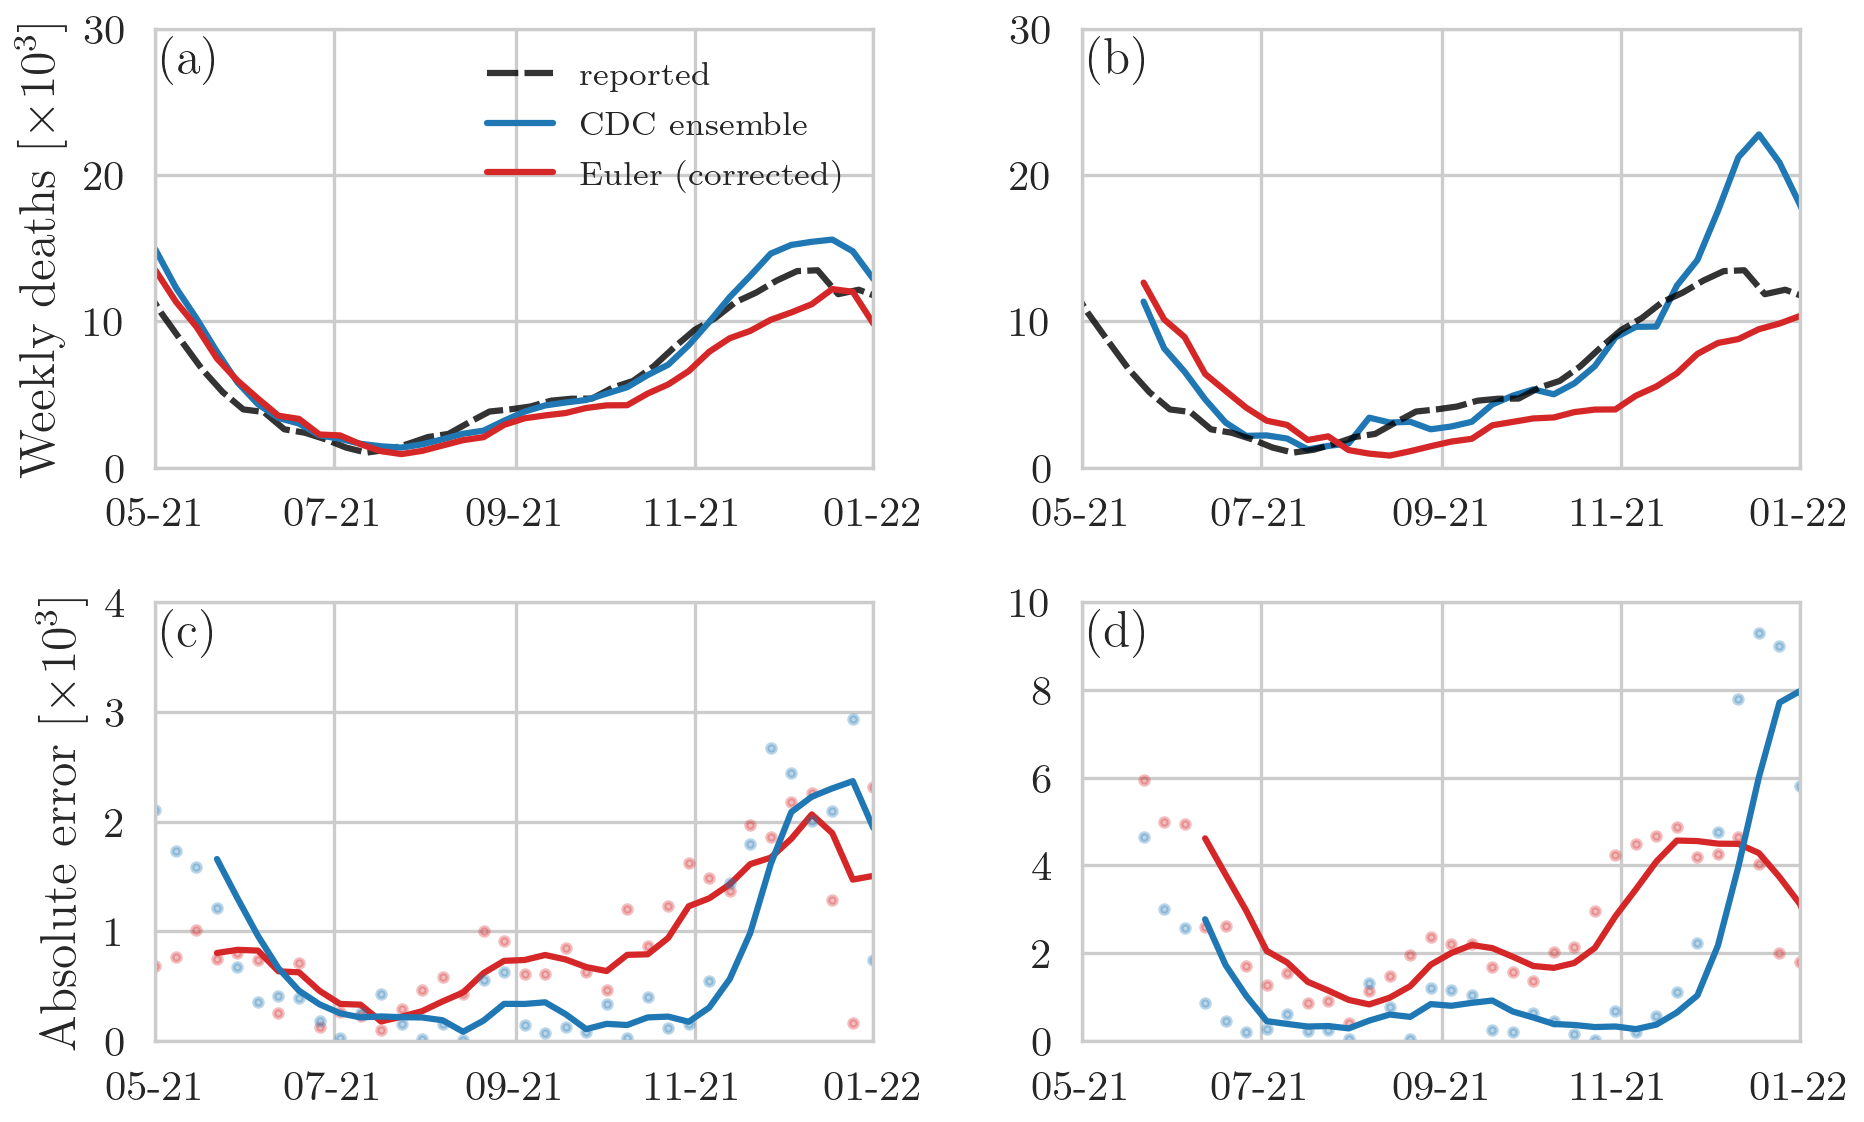 (a)
reported
CDC ensemble
Euler (corrected)
Weekly deaths [×10³]
30
20
10
0
05-21 07-21 09-21 11-21 01-22
(b)
30
20
10
0
05-21 07-21 09-21 11-21 01-22
(c)
Absolute error [×10³]
4
3
2
1
0
05-21 07-21 09-21 11-21 01-22
(d)
10
8
6
4
2
0
05-21 07-21 09-21 11-21 01-22